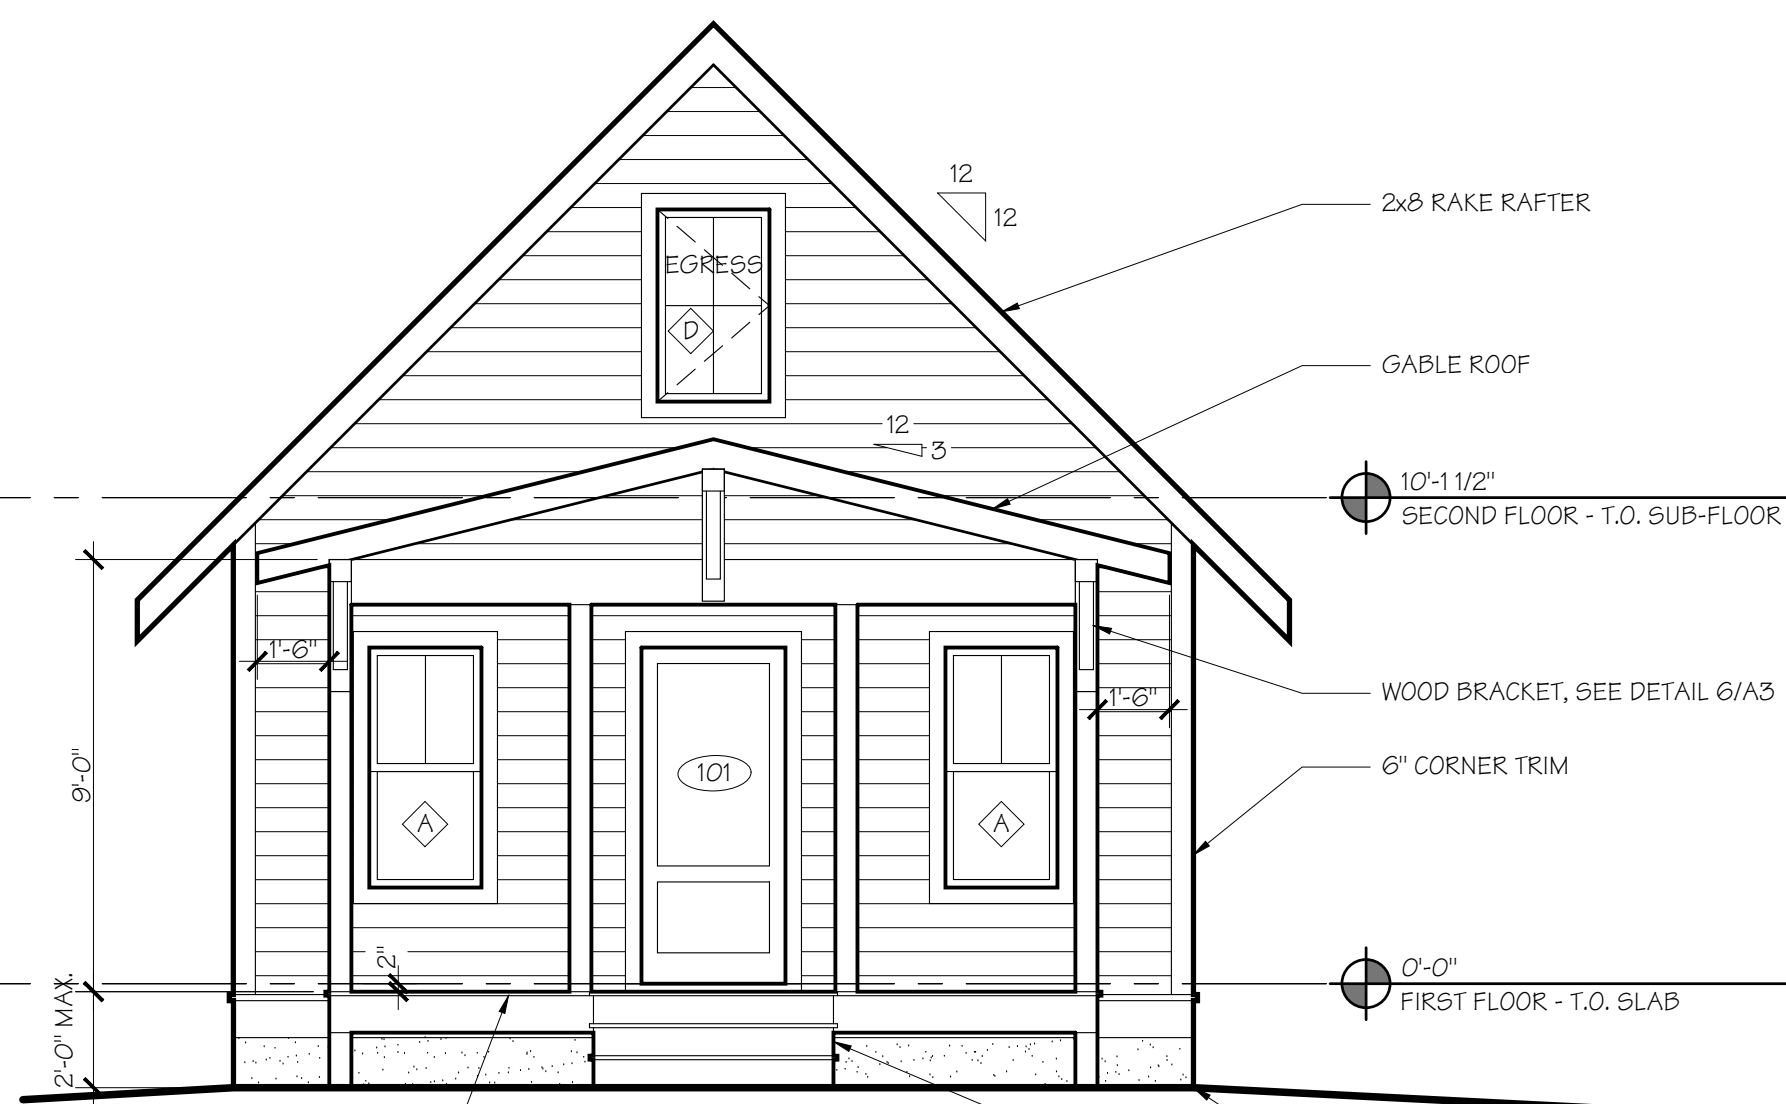 12
12
2x8 RAKE RAFTER
EGRESS
D
GABLE ROOF
12
3
10'-1 1/2"
SECOND FLOOR - T.O. SUB-FLOOR
1'-6"
1'-6"
WOOD BRACKET, SEE DETAIL 6/A3
9'-0"
101
6" CORNER TRIM
A
A
2"
0'-0"
FIRST FLOOR - T.O. SLAB
2'-0" MAX.